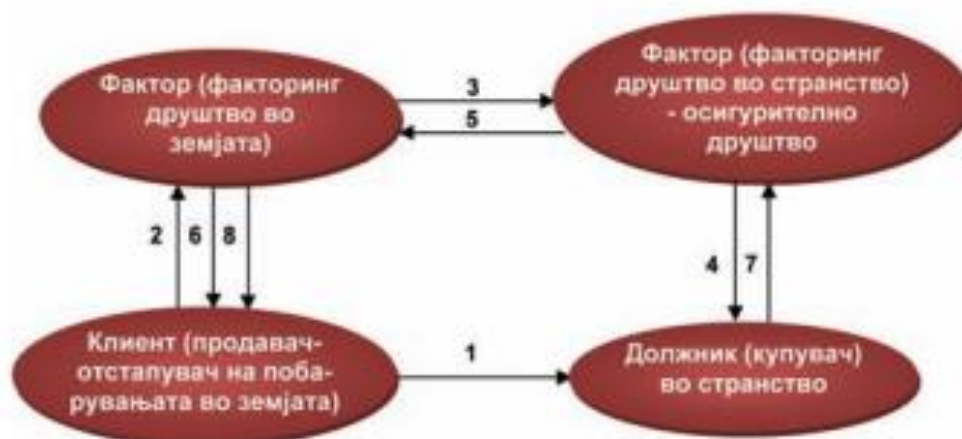 Фактор (факторинг
друштво во
земјата)
3
5
Фактор (факторинг
друштво во странство)
- осигурително
друштво
2
6
8
4
7
Клиент (продавач-
отстапувач на поба-
рувањата во земјата)
1
Должник (купувач)
во странство